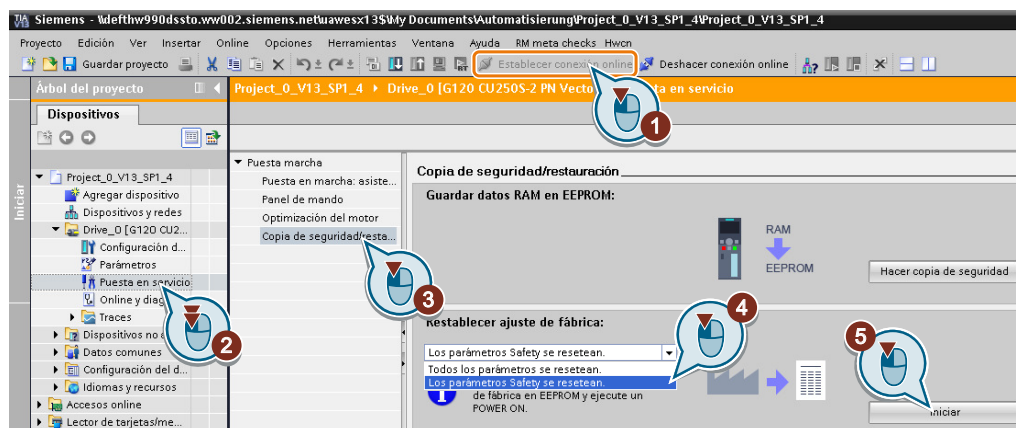 Siemens - \\defthw990dssto.ww002.siemens.net\uawesx13$\My Documents\Automatisierung\Project_0_V13_SP1_4\Project_0_V13_SP1_4
Proyecto Edición Ver Insertar Online Opciones Herramientas Ventana Ayuda RM meta checks Hwcn
Guardar proyecto Establecer conexión online Deshacer conexión online
Árbol del proyecto
Project_0_V13_SP1_4 Drive_0 [G120 CU250S-2 PN en servicio
Dispositivos
1
Iniciar
Project_0_V13_SP1_4
Agregar dispositivo
Dispositivos y redes
Drive_0 [G120 CU2...
Configuración d...
Parámetros
Puesta en servicio
Online y
Traces
Dispositivos no
Datos comunes
Configuración del d...
Idiomas y recursos
Accesos online
Lector de tarjetas/me...
2
Puesta marcha
Puesta en marcha: asiste...
Panel de mando
Optimización del motor
Copia de seguridad/resta...
3
Copia de seguridad/restauración
Guardar datos RAM en EEPROM:
RAM
EEPROM
Hacer copia de seguridad
Restablecer ajuste de fábrica:
4
5
Los parámetros Safety se resetean.
Todos los parámetros se resetean.
Los parámetros Safety se resetean.
de fábrica en EEPROM y ejecute un
POWER ON.
Iniciar